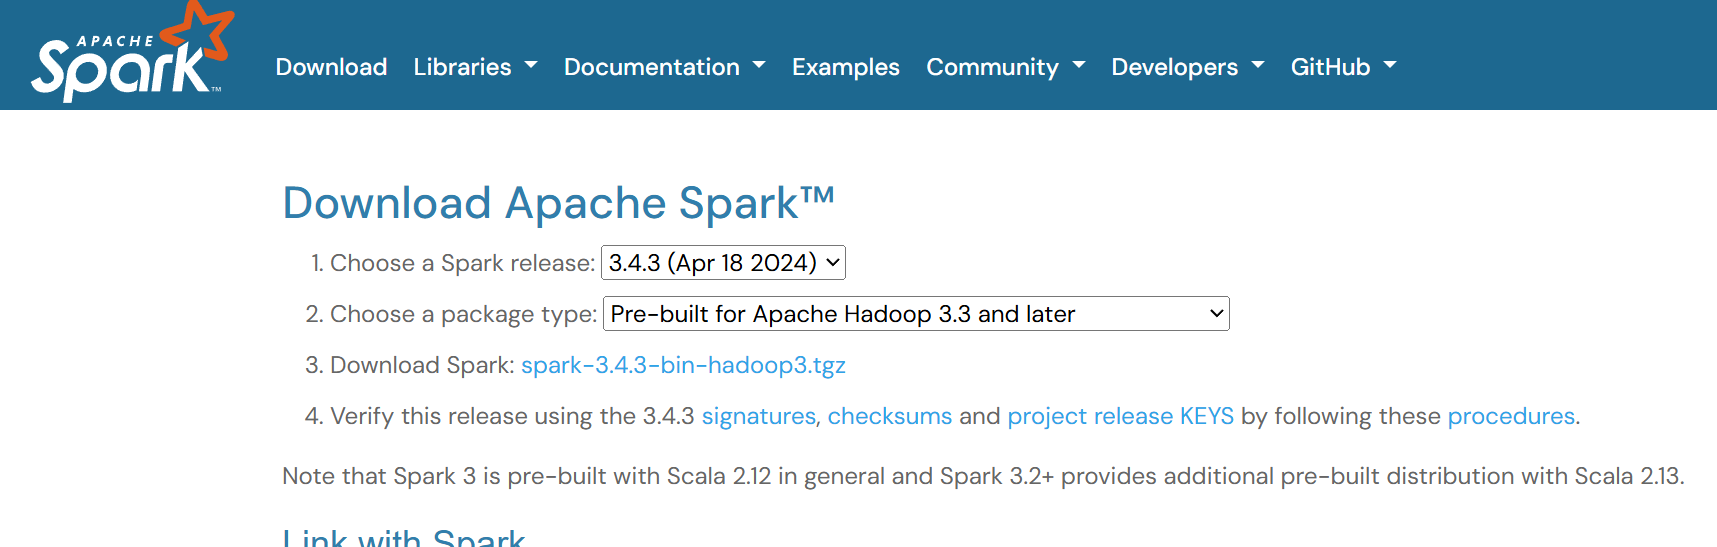 APACHE
Spark™
Download Libraries Documentation Examples Community Developers GitHub
Download Apache Spark™
1. Choose a Spark release: 3.4.3 (Apr 18 2024)
2. Choose a package type: Pre-built for Apache Hadoop 3.3 and later
3. Download Spark: spark-3.4.3-bin-hadoop3.tgz
4. Verify this release using the 3.4.3 signatures, checksums and project release KEYS by following these procedures.
Note that Spark 3 is pre-built with Scala 2.12 in general and Spark 3.2+ provides additional pre-built distribution with Scala 2.13.
Link with Spark